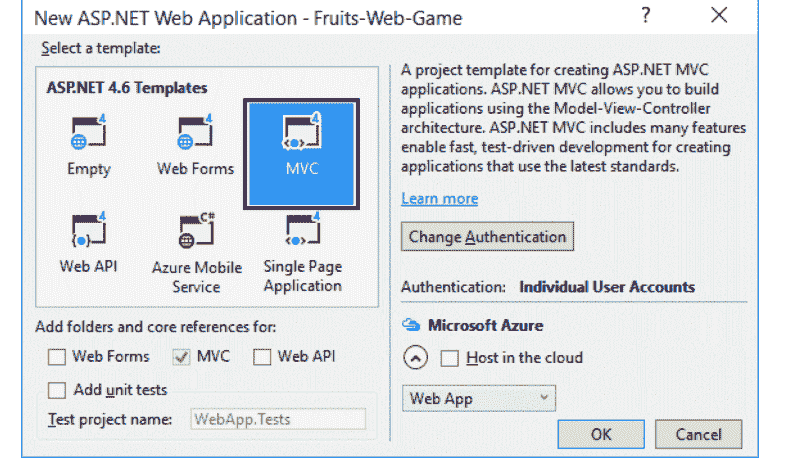 New ASP.NET Web Application - Fruits-Web-Game
?
Select a template:
ASP.NET 4.6 Templates
4
Empty
4
Web Forms
4
MVC
4
Web API
C#
Azure Mobile
Service
4
Single Page
Application
A project template for creating ASP.NET MVC
applications. ASP.NET MVC allows you to build
applications using the Model-View-Controller
architecture. ASP.NET MVC includes many features
enable fast, test-driven development for creating
applications that use the latest standards.
Learn more
Change Authentication
Authentication: Individual User Accounts
Microsoft Azure
Host in the cloud
Web App
Add folders and core references for:
Web Forms MVC Web API
Add unit tests
Test project name: WebApp.Tests
OK Cancel